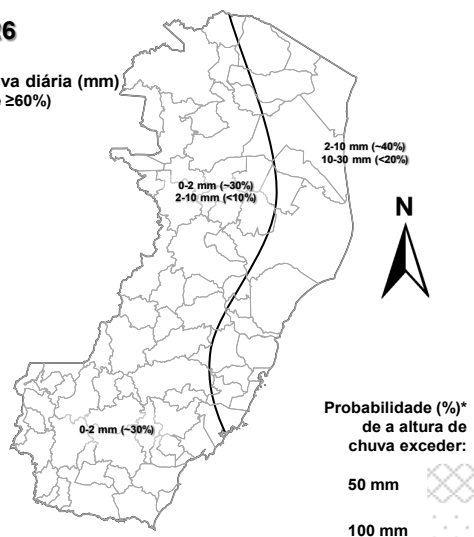 26
va diária (mm)
≥60%)
2-10 mm (~40%)
10-30 mm (<20%)
0-2 mm (~30%)
2-10 mm (<10%)
N
0-2 mm (~30%)
Probabilidade (%)*
de a altura de
chuva exceder:
50 mm
100 mm